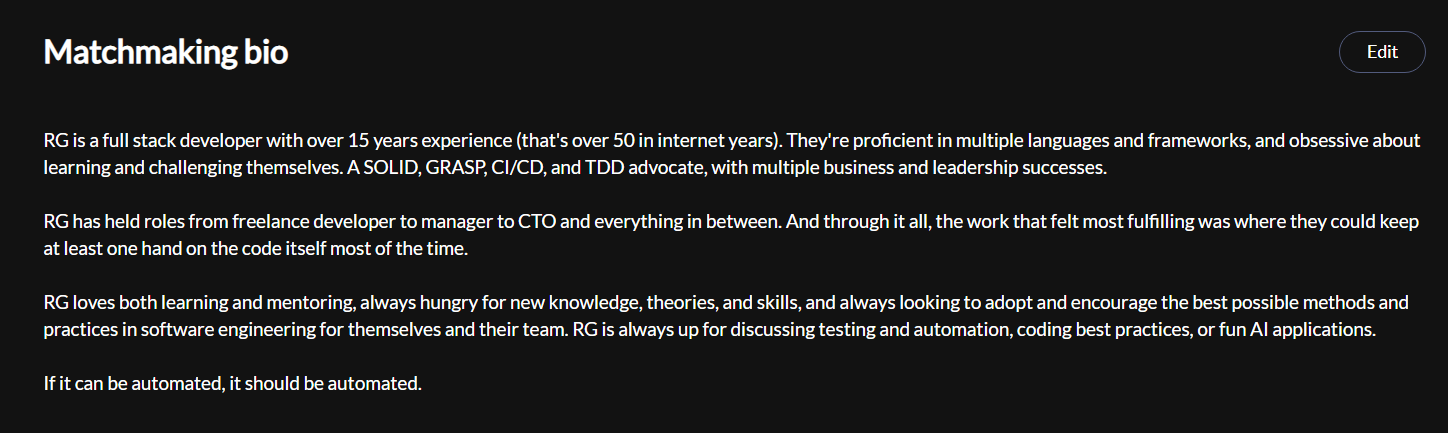 Matchmaking bio
Edit
RG is a full stack developer with over 15 years experience (that's over 50 in internet years). They're proficient in multiple languages and frameworks, and obsessive about
learning and challenging themselves. A SOLID, GRASP, CI/CD, and TDD advocate, with multiple business and leadership successes.
RG has held roles from freelance developer to manager to CTO and everything in between. And through it all, the work that felt most fulfilling was where they could keep
at least one hand on the code itself most of the time.
RG loves both learning and mentoring, always hungry for new knowledge, theories, and skills, and always looking to adopt and encourage the best possible methods and
practices in software engineering for themselves and their team. RG is always up for discussing testing and automation, coding best practices, or fun AI applications.
If it can be automated, it should be automated.